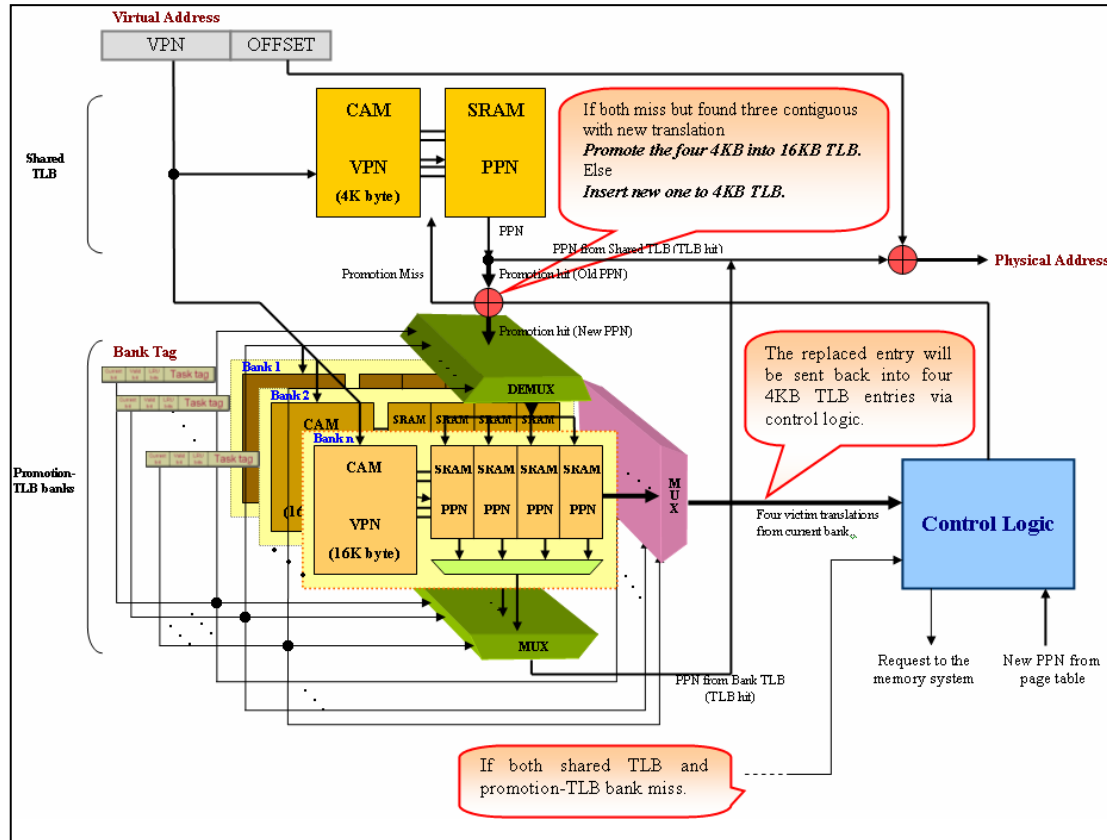 Virtual Address
VPN OFFSET
CAM
VPN
(4K byte)
SRAM
PPN
Shared
TLB
If both miss but found three contiguous
with new translation
Promote the four 4KB into 16KB TLB.
Else
Insert new one to 4KB TLB.
PPN
PPN from Shared TLB (TLB hit)
Promotion Miss
Promotion hit (Old PPN)
Physical Address
Promotion hit (New PPN)
Bank Tag
Task tag
Task tag
Task tag
Promotion-
TLB banks
Bank 1
Bank 2
CAM
SRAM SRAM SRAM SRAM
(16
Bank n
CAM
VPN
(16K byte)
SRAM SRAM SRAM SRAM
PPN PPN PPN PPN
DEMUX
MUX
MUX
The replaced entry will
be sent back into four
4KB TLB entries via
control logic.
Four victim translations
from current bank.
Control Logic
PPN from Bank TLB
(TLB hit)
Request to the
memory system
New PPN from
page table
If both shared TLB and
promotion-TLB bank miss.